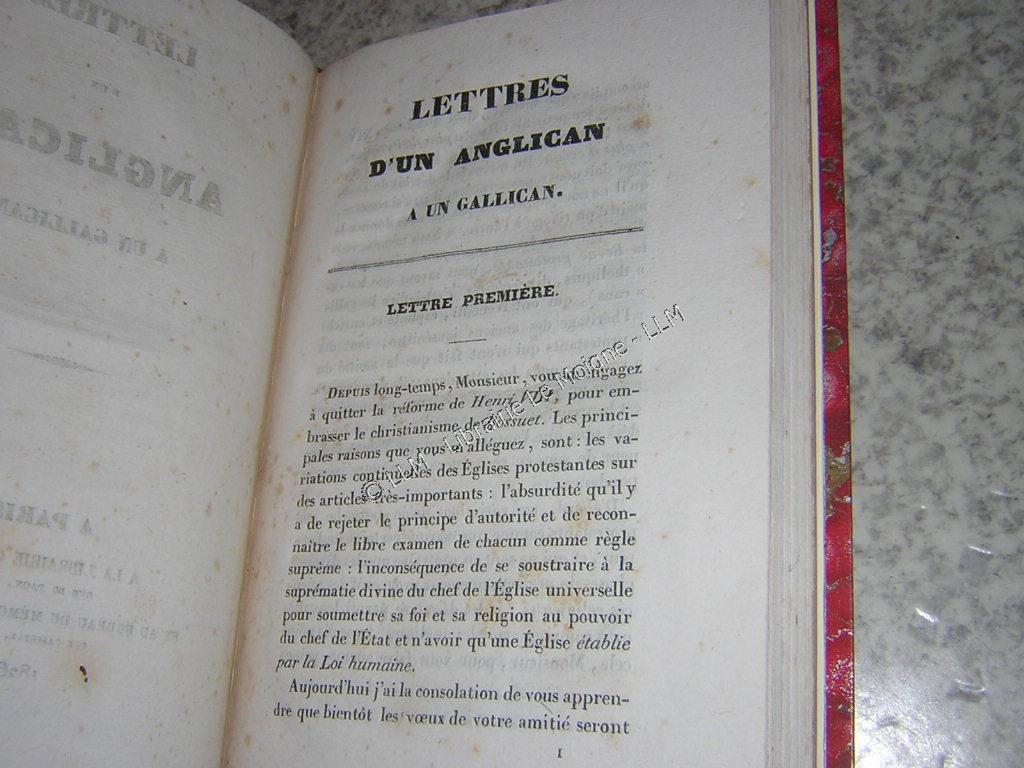 LETTRES
D'UN ANGLICAN
A UN GALLICAN.
LETTRE PREMIÈRE.
DEPUIS long-temps, Monsieur, vous m'engagez
à quitter la réforme de Henri VIII, pour em-
brasser le christianisme de Bossuet. Les princi-
pales raisons que vous m'alléguez, sont : les va-
riations continuelles des Églises protestantes sur
des articles très-importants : l'absurdité qu'il y
a de rejeter le principe d'autorité et de recon-
naître le libre examen de chacun comme règle
suprême : l'inconséquence de se soustraire à la
suprématie divine du chef de l'Église universelle
pour soumettre sa foi et sa religion au pouvoir
du chef de l'État et n'avoir qu'une Église établie
par la Loi humaine.
Aujourd'hui j'ai la consolation de vous appren-
dre que bientôt les vœux de votre amitié seront
1
© LLM - Librairie Le Moigne - LLM